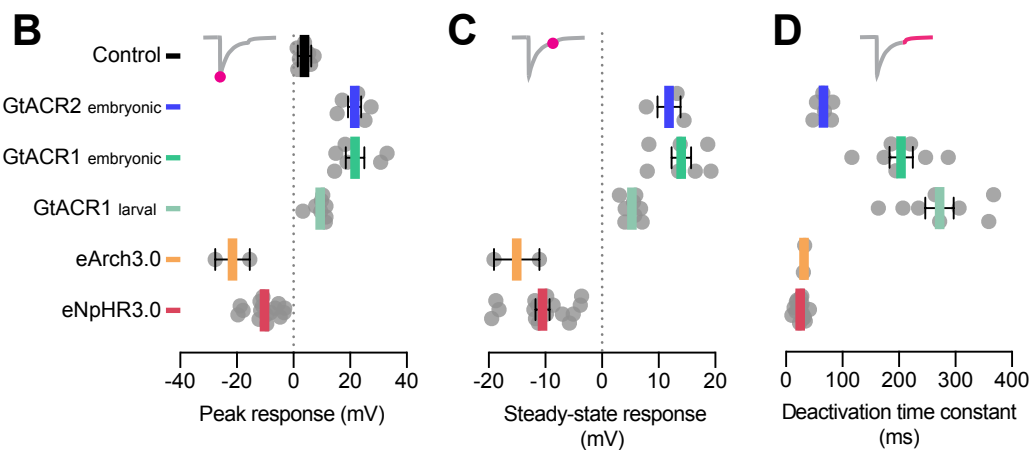 B
C
D
Control
GtACR2 embryonic
GtACR1 embryonic
GtACR1 larval
eArch3.0
eNpHR3.0
-40 -20 0 20 40
Peak response (mV)
-20 -10 0 10 20
Steady-state response
(mV)
0 100 200 300 400
Deactivation time constant
(ms)